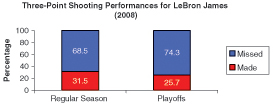 Three-Point Shooting Performances for LeBron James
(2008)
Percentage
100
80
60
40
20
0
68.5
31.5
74.3
25.7
Regular Season
Playoffs
Missed
Made